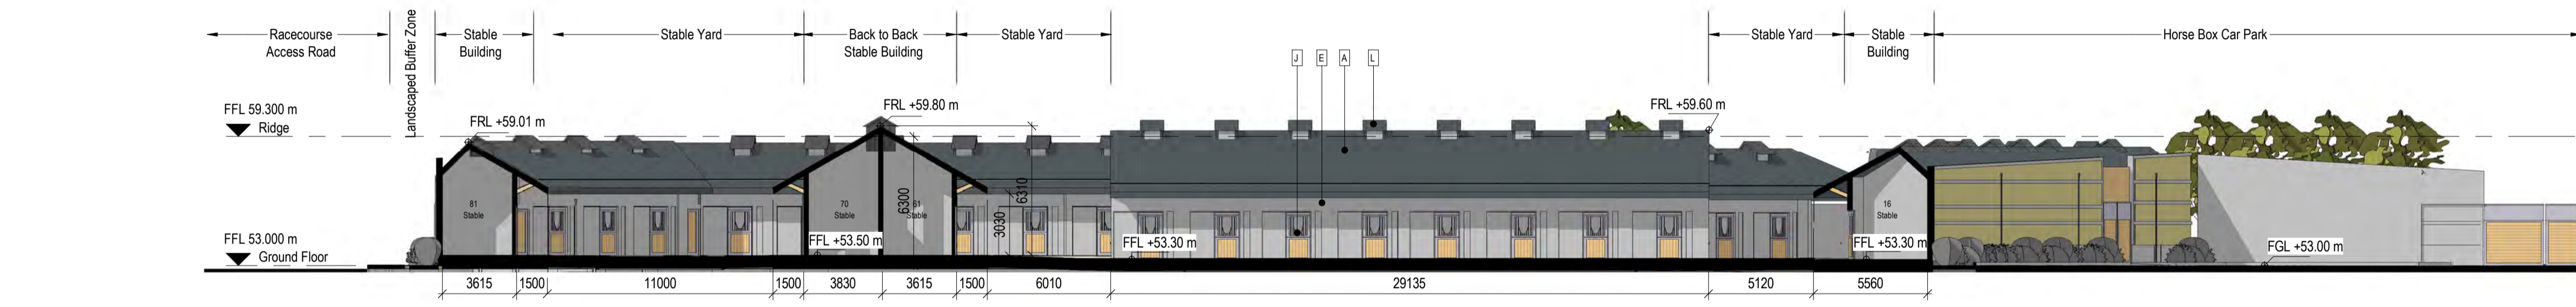 Racecourse
Access Road
Landscaped Buffer Zone
Stable
Building
Stable Yard
Back to Back
Stable Building
Stable Yard
Stable Yard
Stable
Building
Horse Box Car Park
J
E
A
L
FFL 59.300 m
Ridge
FRL +59.01 m
FRL +59.80 m
FRL +59.60 m
81
Stable
70
Stable
61
Stable
16
Stable
6300
6310
3030
FFL 53.000 m
Ground Floor
FFL +53.50 m
FFL +53.30 m
FFL +53.30 m
FGL +53.00 m
3615
1500
11000
1500
3830
3615
1500
6010
29135
5120
5560